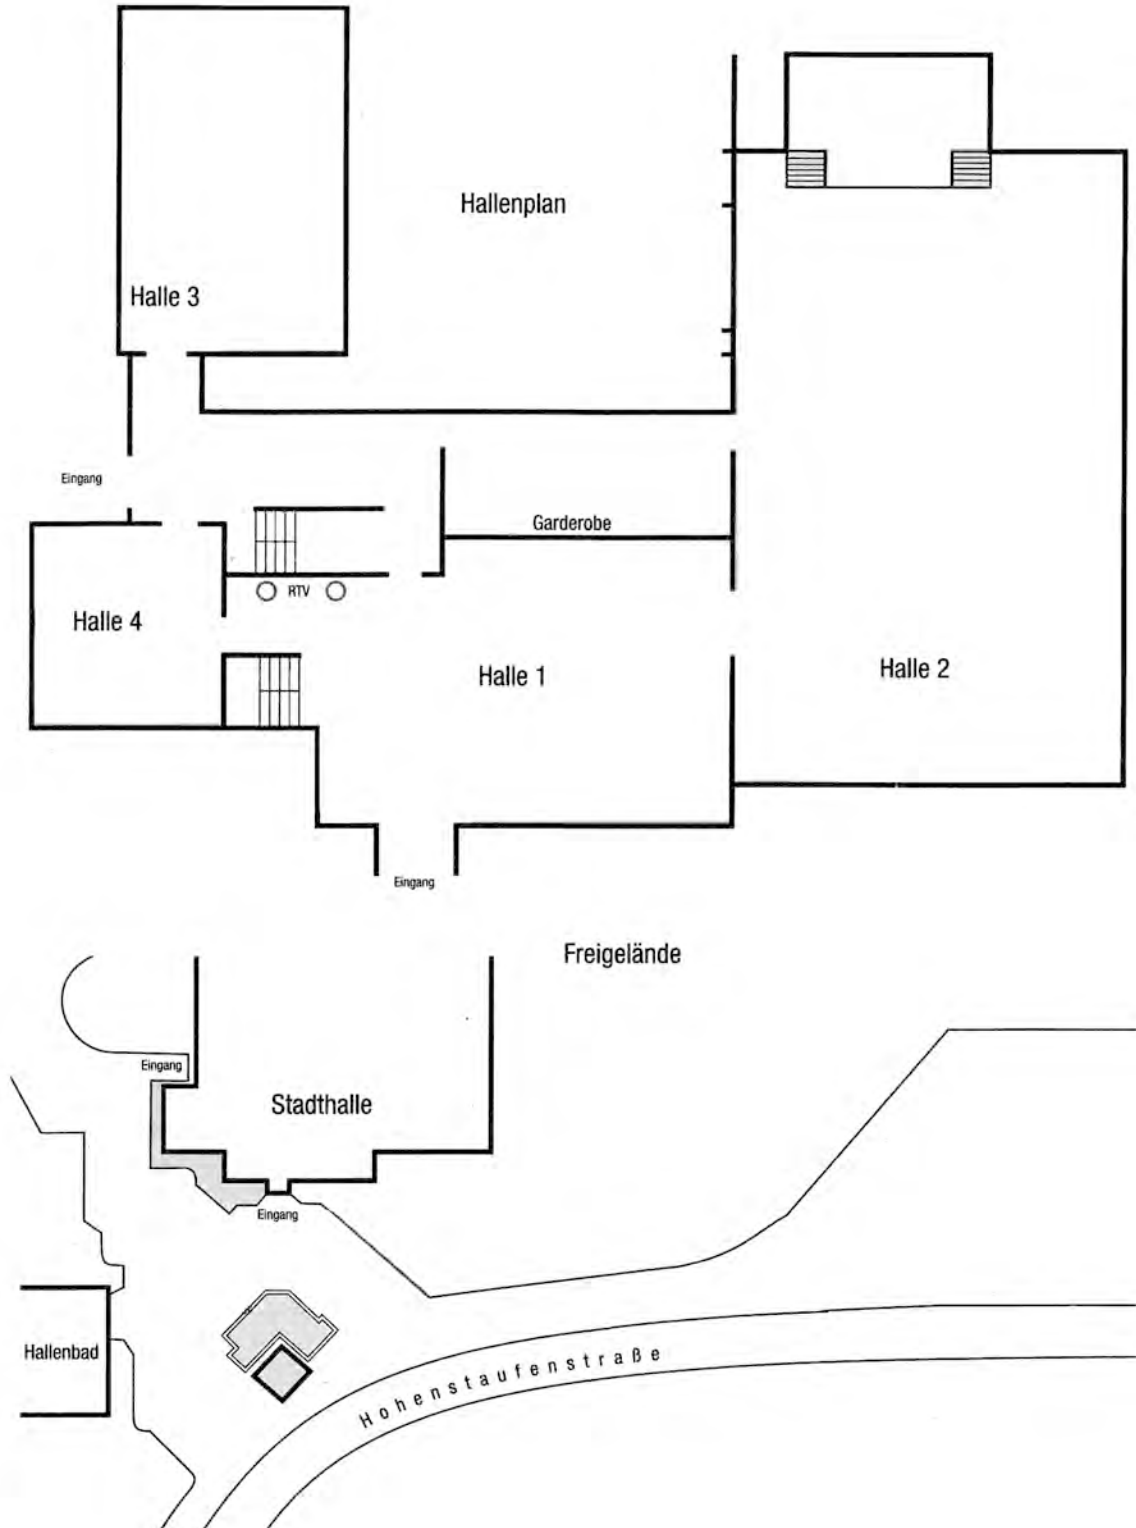 Hallenplan
Halle 3
Eingang
Garderobe
RTV
Halle 4
Halle 1
Halle 2
Eingang
Freigelände
Eingang
Stadthalle
Eingang
Hallenbad
Hohenstaufenstraße